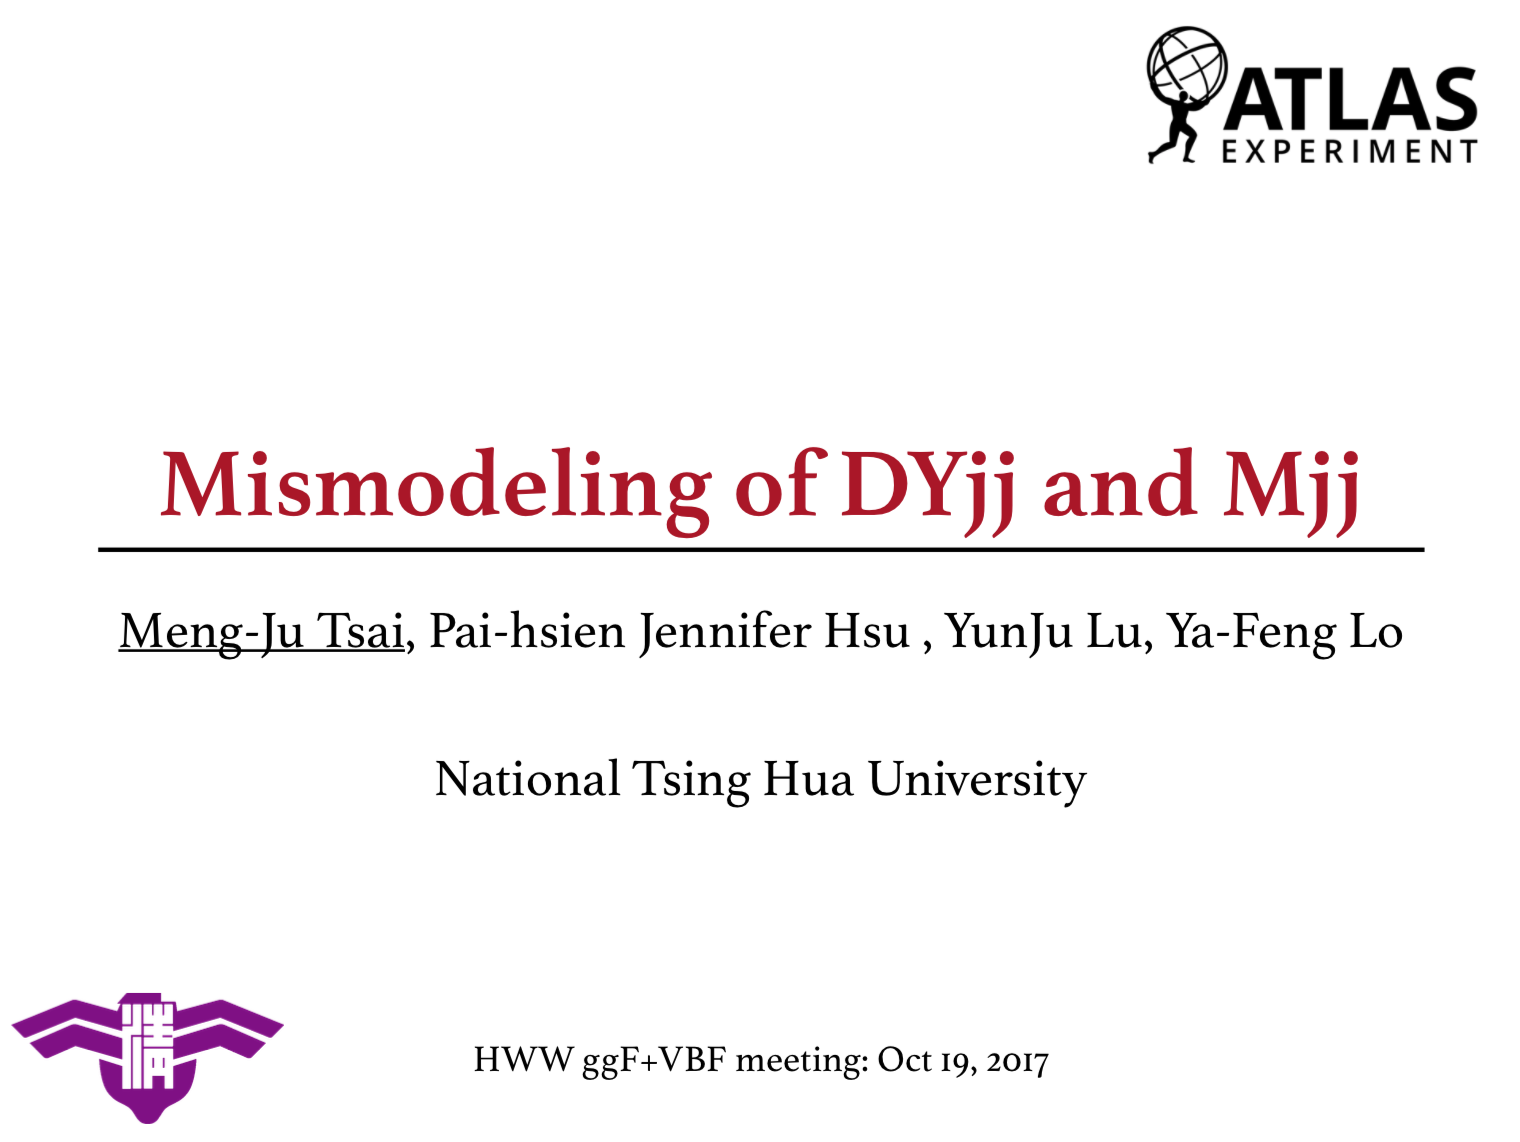 ATLAS
EXPERIMENT
Mismodeling of DYjj and Mjj
Meng-Ju Tsai, Pai-hsien Jennifer Hsu , YunJu Lu, Ya-Feng Lo
National Tsing Hua University
HWW ggF+VBF meeting: Oct 19, 2017